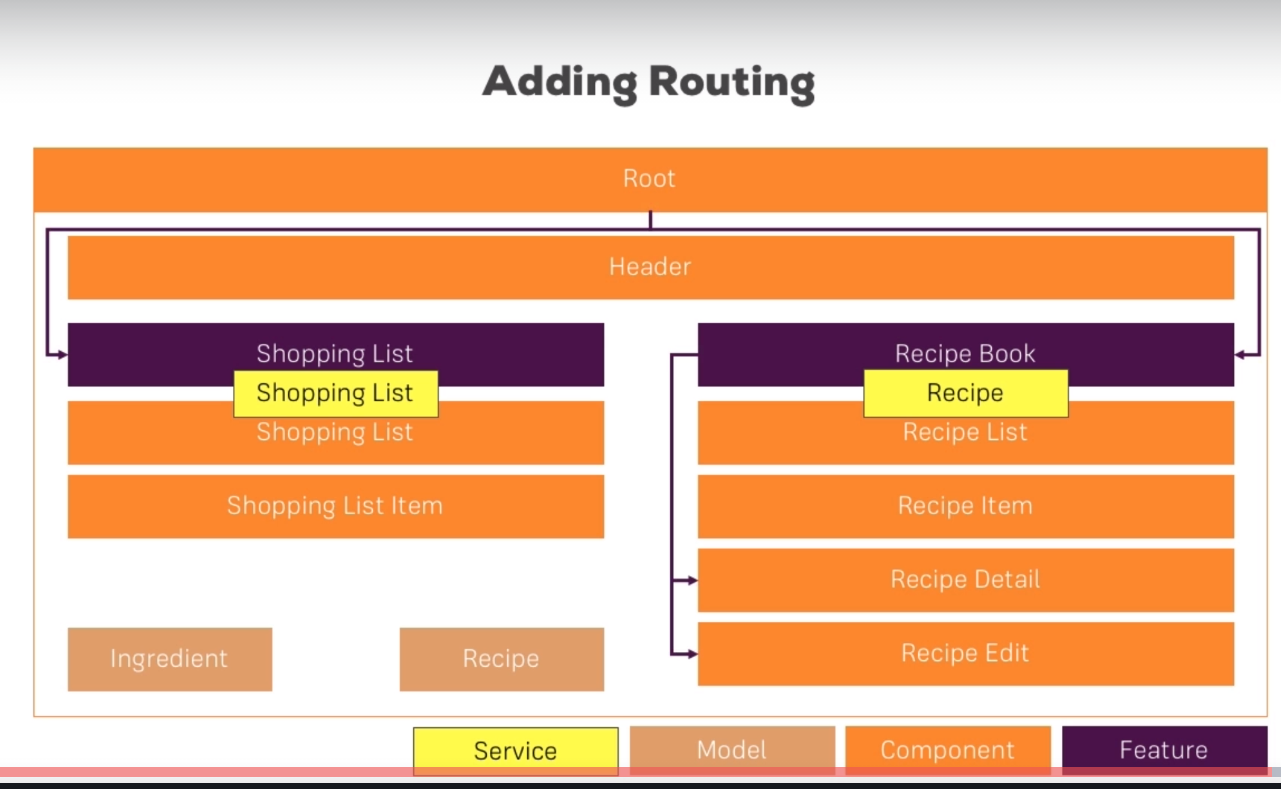 Adding Routing
Root
Header
Shopping List
Shopping List
Shopping List
Shopping List Item
Recipe Book
Recipe
Recipe List
Recipe Item
Recipe Detail
Recipe Edit
Ingredient
Recipe
Service
Model
Component
Feature